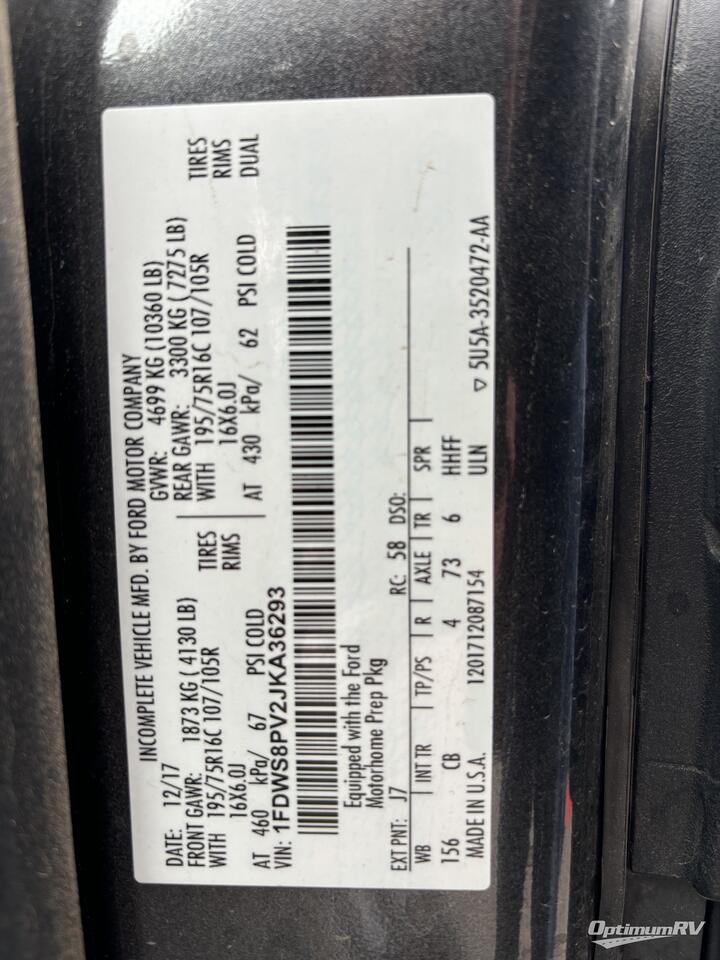 INCOMPLETE VEHICLE MFD. BY FORD MOTOR COMPANY
DATE: 12/17 GVWR: 4699 KG (10360 LB)
FRONT GAWR: 1873 KG ( 4130 LB) REAR GAWR: 3300 KG ( 7275 LB)
WITH 195/75R16C 107/105R TIRES WITH 195/75R16C 107/105R TIRES
16X6.0J RIMS 16X6.0J RIMS
AT 460 kPa/ 67 PSI COLD AT 430 kPa/ 62 PSI COLD DUAL
VIN: 1FDWS8PV2JKA36293
Equipped with the Ford
Motorhome Prep Pkg
EXT PNT: J7 RC: 58 DSO:
WB INT TR TP/PS R AXLE TR SPR
156 CB 4 73 6 HHFF
MADE IN U.S.A. 1201712087154 ULN ▽ 5U5A-3520472-AA
OptimumRV